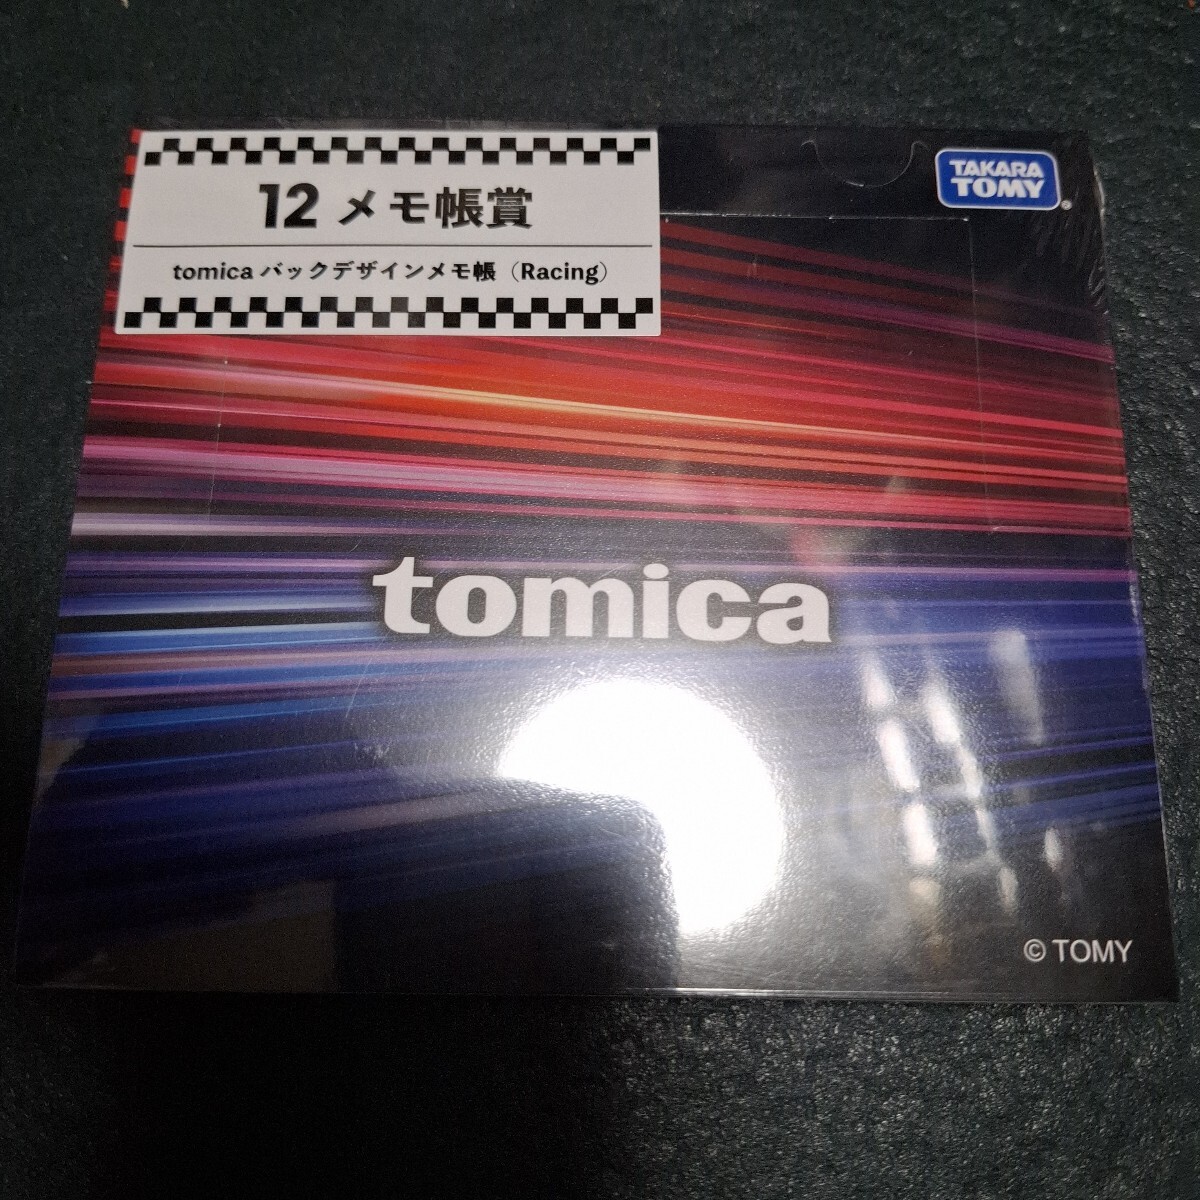 12 メモ帳賞
tomica バックデザインメモ帳（Racing）
TAKARA
TOMY
®
tomica
© TOMY